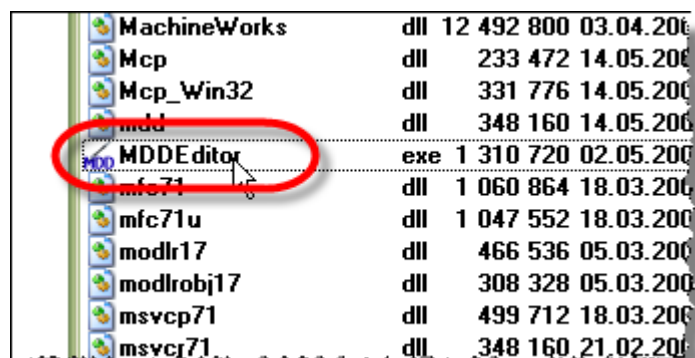 MachineWorks dll 12 492 800 03.04.200
Mcp dll 233 472 14.05.200
Mcp_Win32 dll 331 776 14.05.200
mdd dll 348 160 14.05.200
MDD MDDEditor exe 1 310 720 02.05.200
mfc71 dll 1 060 864 18.03.200
mfc71u dll 1 047 552 18.03.200
modlr17 dll 466 536 05.03.200
modlrobj17 dll 308 328 05.03.200
msvcp71 dll 499 712 18.03.200
msvcr71 dll 348 160 21.02.200